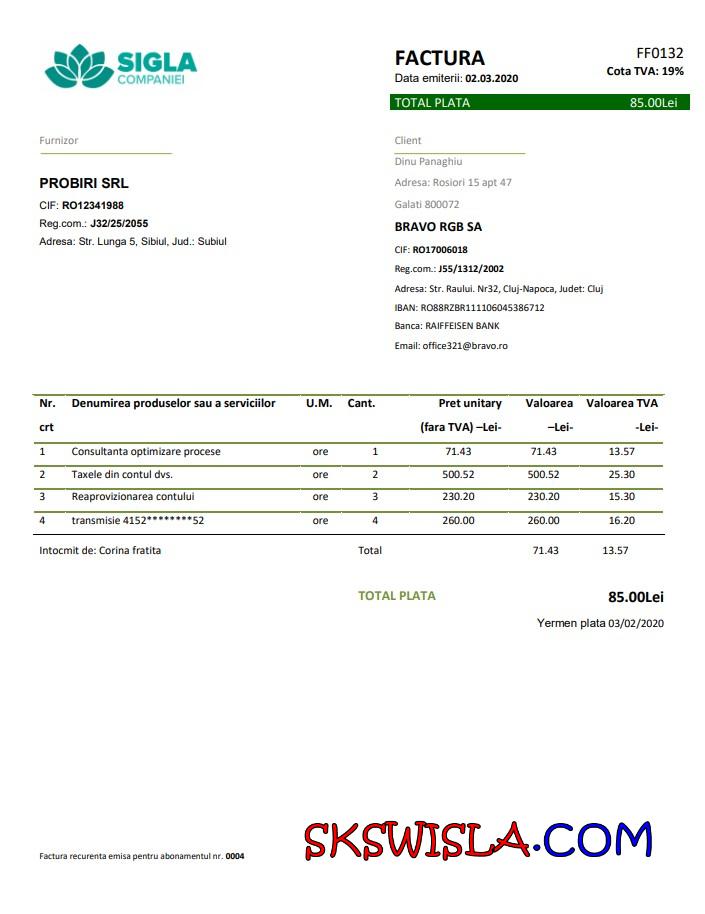 SIGLA
COMPANIEI
FACTURA
FF0132
Data emiterii: 02.03.2020
Cota TVA: 19%
TOTAL PLATA 85.00Lei
Furnizor
Client
Dinu Panaghiu
PROBIRI SRL
Adresa: Rosiori 15 apt 47
CIF: RO12341988
Galati 800072
Reg.com.: J32/25/2055
BRAVO RGB SA
Adresa: Str. Lunga 5, Sibiul, Jud.: Subiul
CIF: RO17006018
Reg.com.: J55/1312/2002
Adresa: Str. Raului. Nr32, Cluj-Napoca, Judet: Cluj
IBAN: RO88RZBR111106045386712
Banca: RAIFFEISEN BANK
Email: office321@bravo.ro
Nr. Denumirea produselor sau a serviciilor U.M. Cant. Pret unitary Valoarea Valoarea TVA
crt (fara TVA) –Lei- –Lei- -Lei-
1 Consultanta optimizare procese ore 1 71.43 71.43 13.57
2 Taxele din contul dvs. ore 2 500.52 500.52 25.30
3 Reaprovizionarea contului ore 3 230.20 230.20 15.30
4 transmisie 4152********52 ore 4 260.00 260.00 16.20
Intocmit de: Corina fratita Total 71.43 13.57
TOTAL PLATA 85.00Lei
Yermen plata 03/02/2020
SKSWISLA.COM
Factura recurenta emisa pentru abonamentul nr. 0004